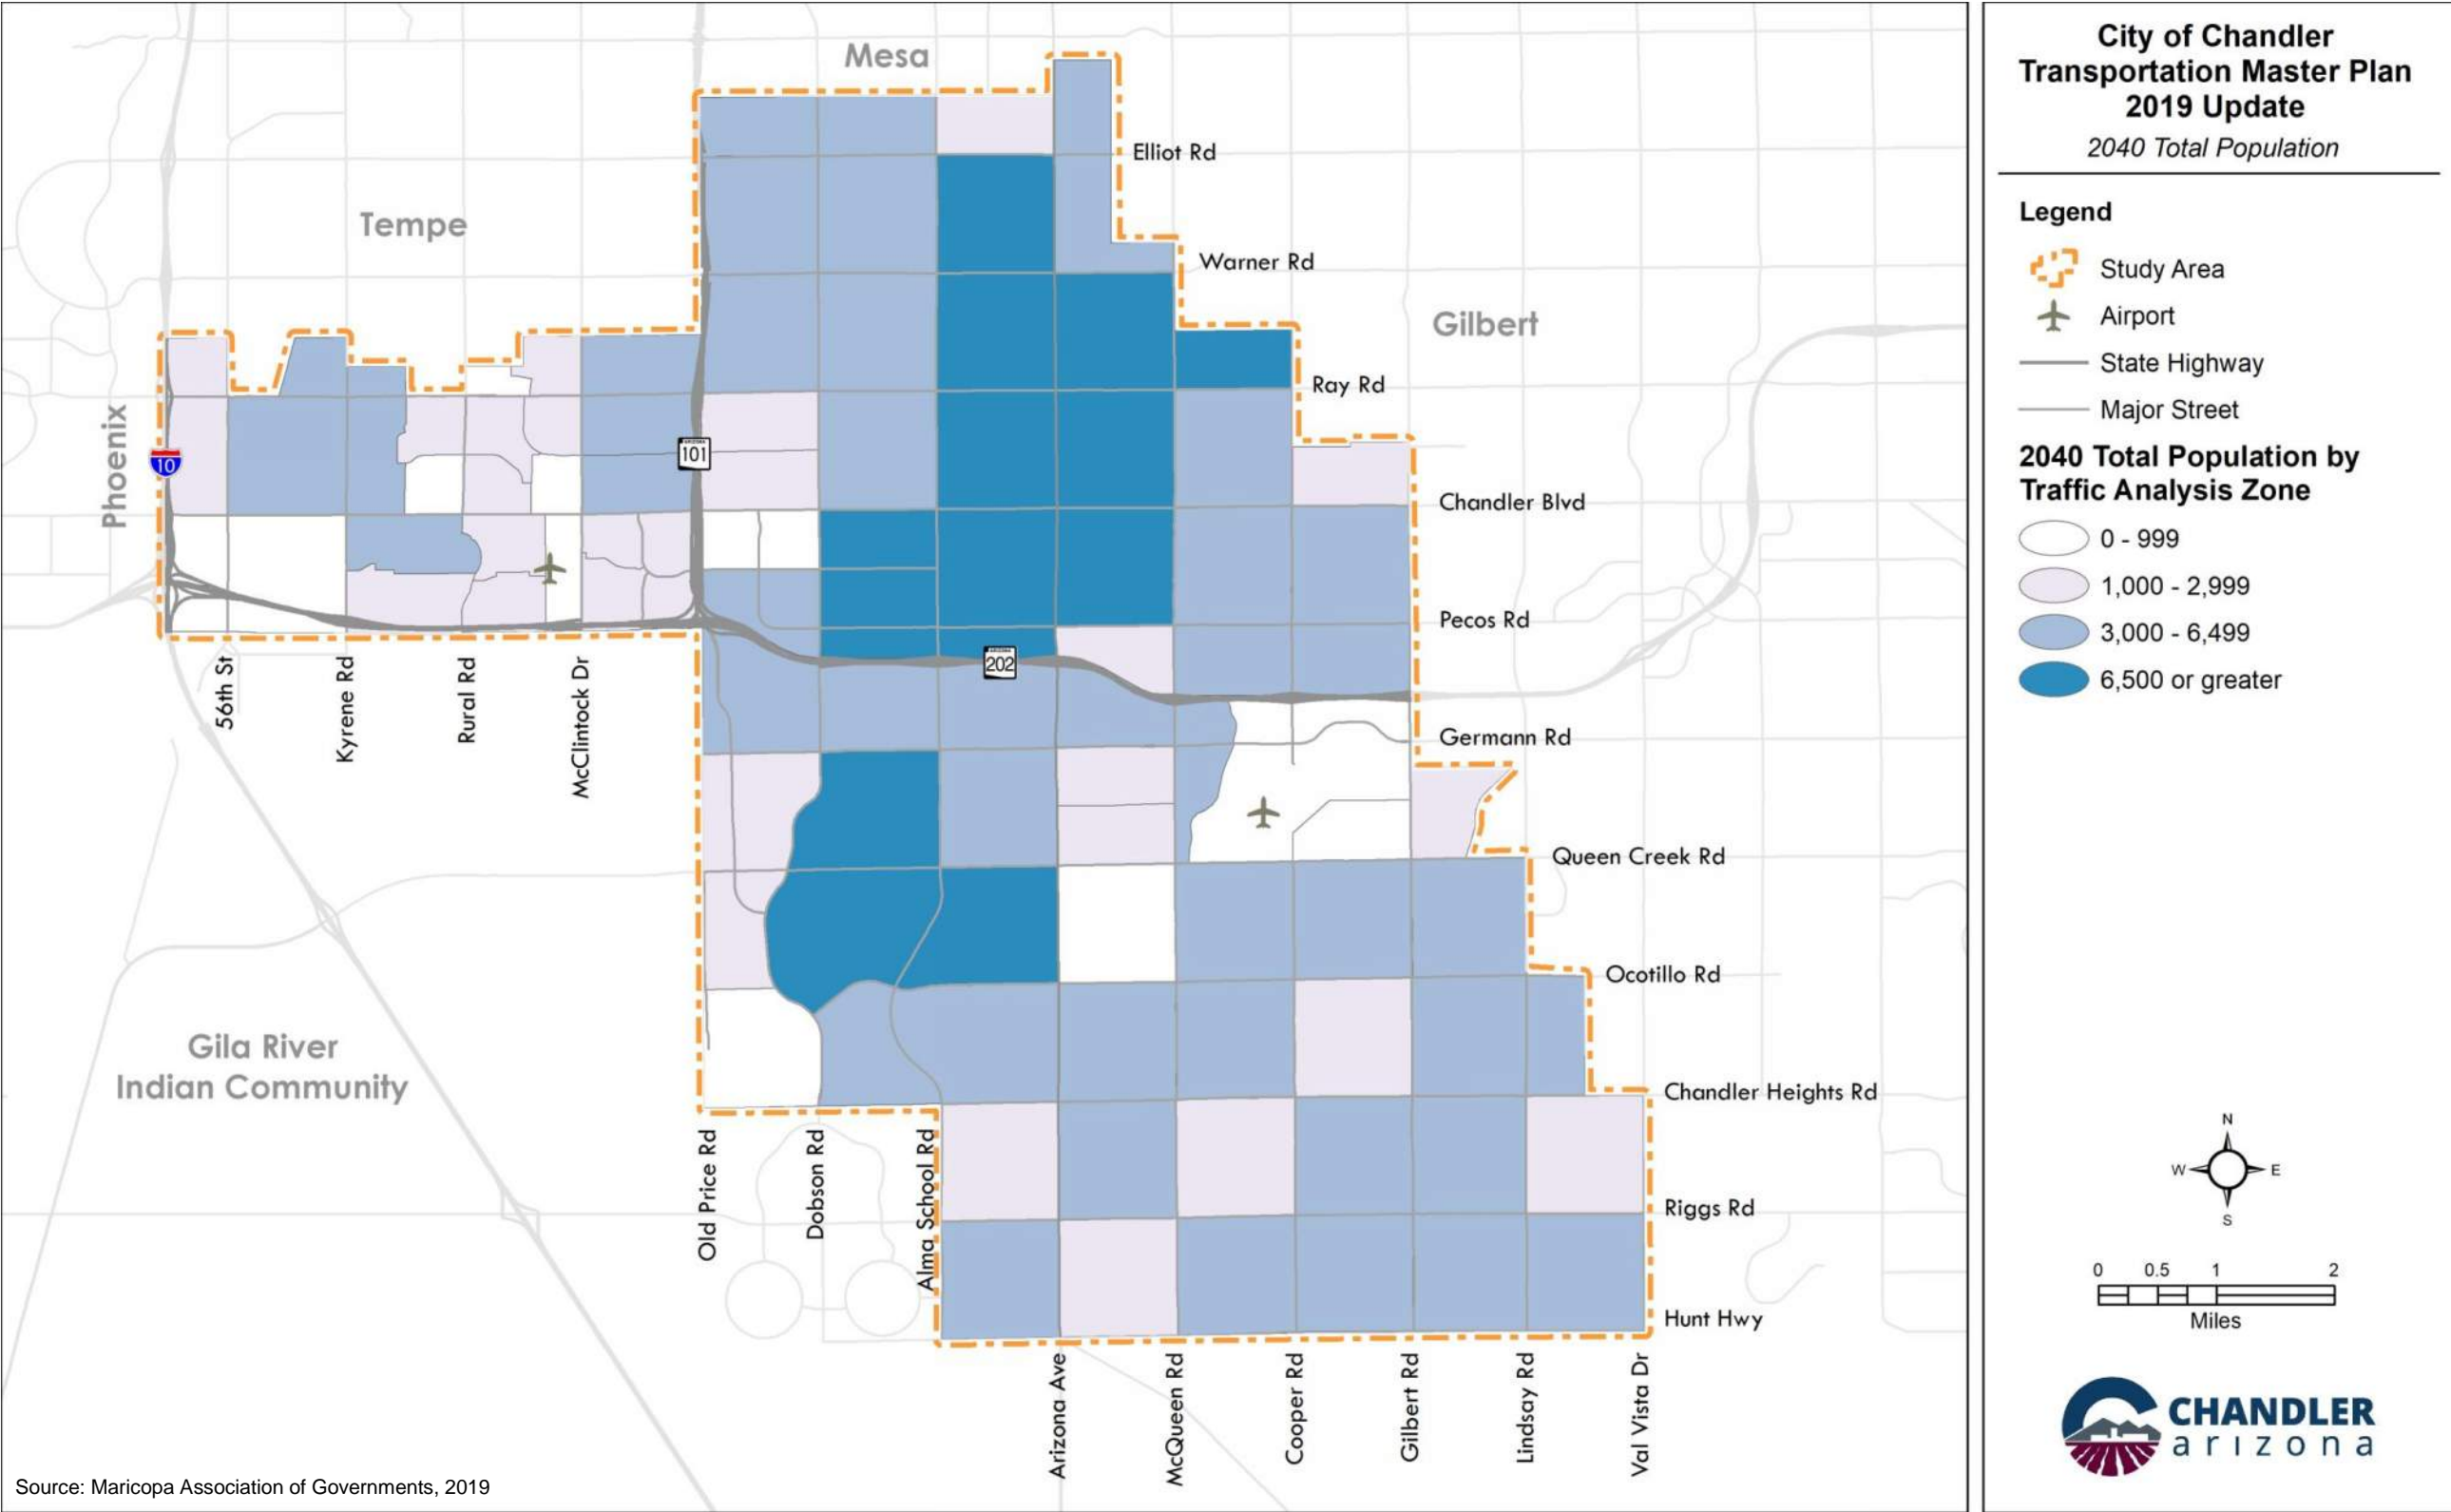 Mesa
Elliot Rd
Tempe
Warner Rd
Gilbert
Ray Rd
Phoenix
10
ARIZONA
101
Chandler Blvd
Pecos Rd
ARIZONA
202
56th St
Kyrene Rd
Rural Rd
McClintock Dr
Germann Rd
Queen Creek Rd
Ocotillo Rd
Gila River
Indian Community
Chandler Heights Rd
Old Price Rd
Dobson Rd
Alma School Rd
Riggs Rd
Hunt Hwy
Arizona Ave
McQueen Rd
Cooper Rd
Gilbert Rd
Lindsay Rd
Val Vista Dr
Source: Maricopa Association of Governments, 2019
City of Chandler
Transportation Master Plan
2019 Update
2040 Total Population
Legend
Study Area
Airport
State Highway
Major Street
2040 Total Population by
Traffic Analysis Zone
0 - 999
1,000 - 2,999
3,000 - 6,499
6,500 or greater
N
W E
S
0 0.5 1 2
Miles
CHANDLER
arizona